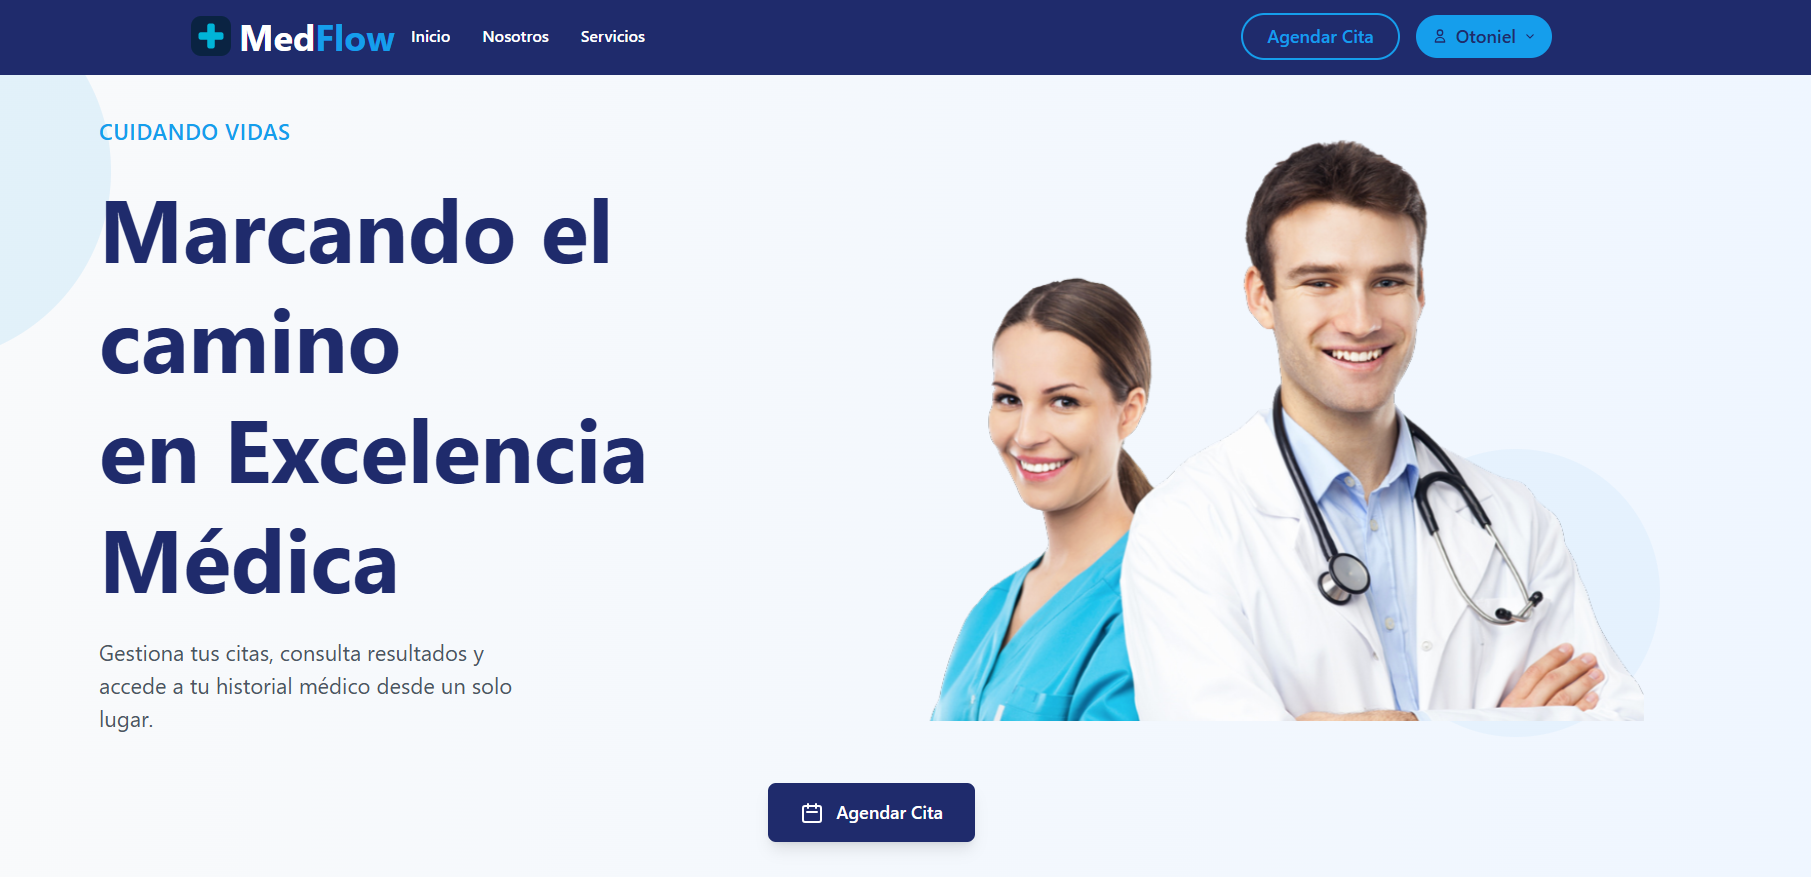 MedFlow Inicio Nosotros Servicios Agendar Cita Otoniel
CUIDANDO VIDAS
Marcando el
camino
en Excelencia
Médica
Gestiona tus citas, consulta resultados y
accede a tu historial médico desde un solo
lugar.
Agendar Cita